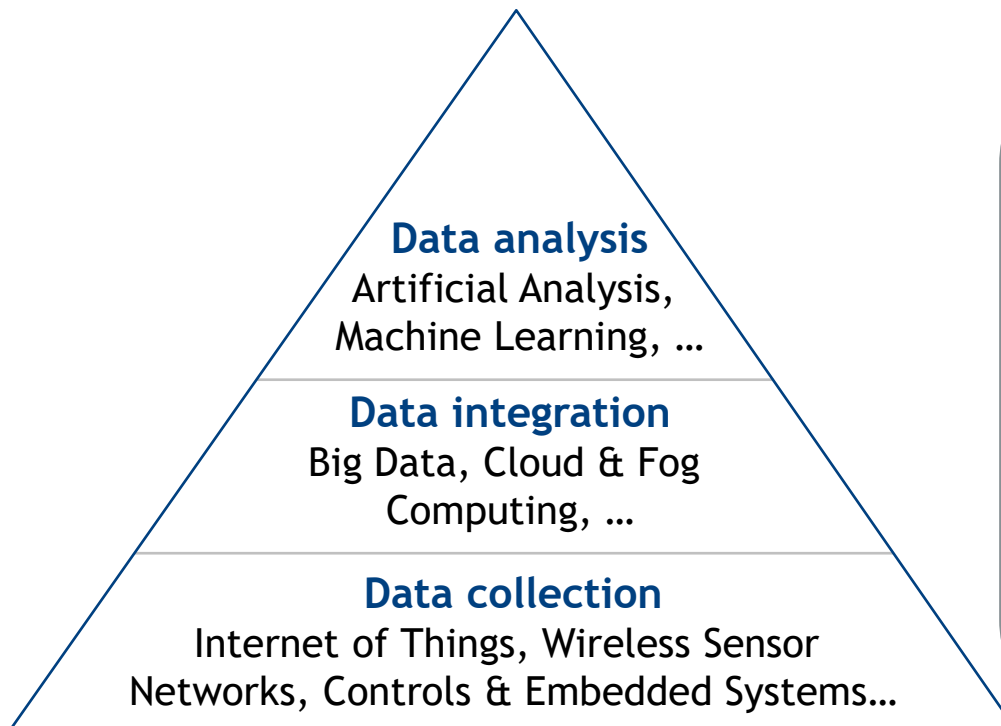 Data analysis
Artificial Analysis,
Machine Learning, …
Data integration
Big Data, Cloud & Fog
Computing, …
Data collection
Internet of Things, Wireless Sensor
Networks, Controls & Embedded Systems…